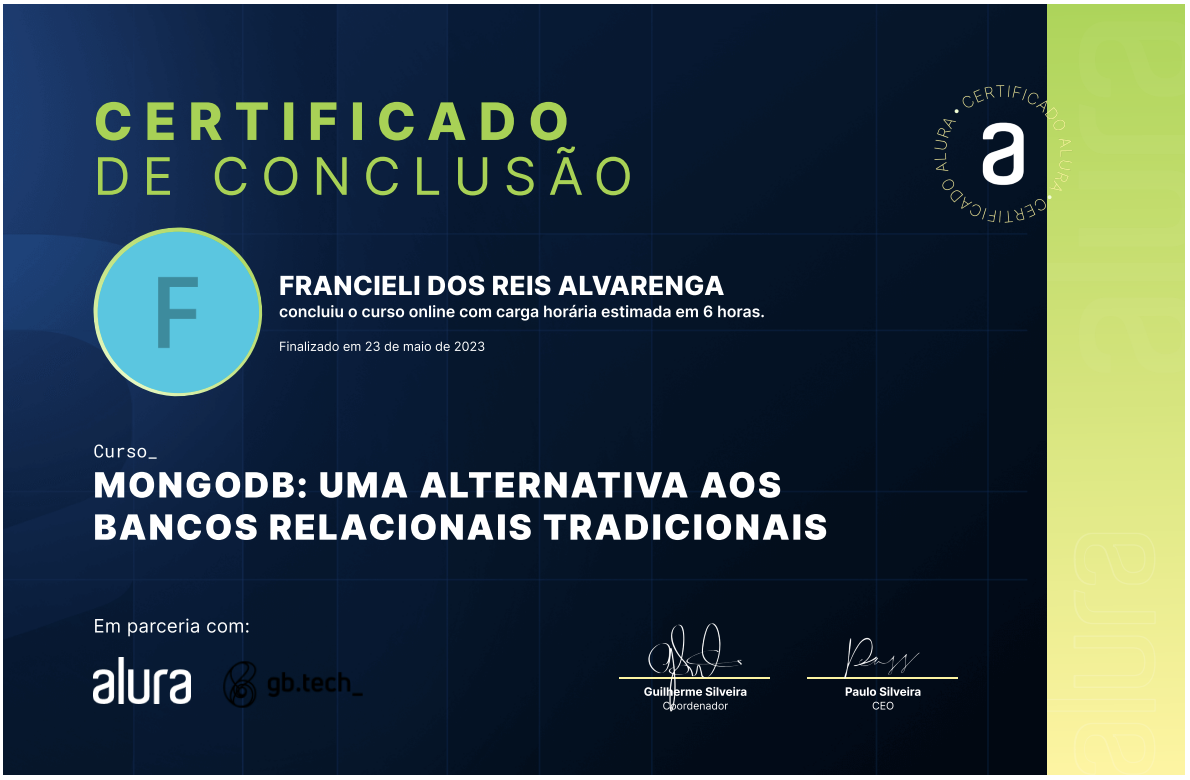 CERTIFICADO
DE CONCLUSÃO
CERTIFICADO ALURA • CERTIFICADO ALURA •
a
F
FRANCIELI DOS REIS ALVARENGA
concluiu o curso online com carga horária estimada em 6 horas.
Finalizado em 23 de maio de 2023
Curso_
MONGODB: UMA ALTERNATIVA AOS
BANCOS RELACIONAIS TRADICIONAIS
Em parceria com:
alura
gb.tech_
Guilherme Silveira
Coordenador
Paulo Silveira
CEO
alura